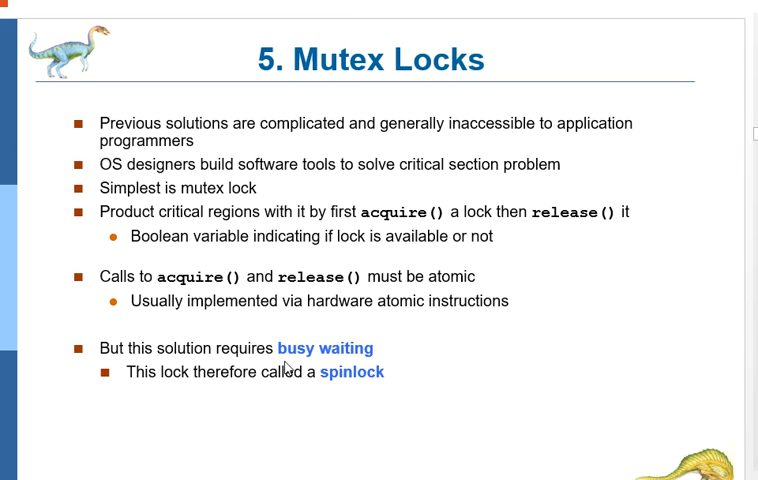 5. Mutex Locks
Previous solutions are complicated and generally inaccessible to application
programmers
OS designers build software tools to solve critical section problem
Simplest is mutex lock
Product critical regions with it by first acquire() a lock then release() it
Boolean variable indicating if lock is available or not
Calls to acquire() and release() must be atomic
Usually implemented via hardware atomic instructions
But this solution requires busy waiting
This lock therefore called a spinlock